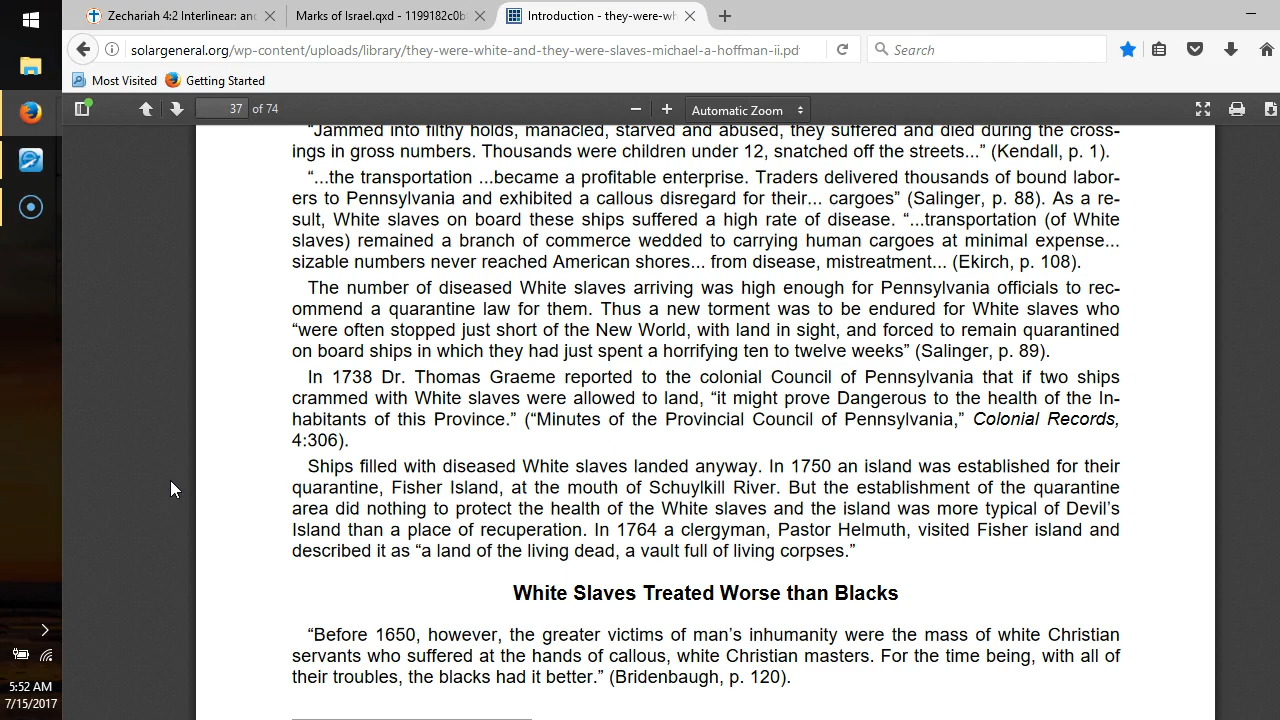 Zechariah 4:2 Interlinear: and
Marks of Israel.qxd - 1199182c0b
Introduction - they-were-wh
solargeneral.org/wp-content/uploads/library/they-were-white-and-they-were-slaves-michael-a-hoffman-ii.pd
Search
Most Visited
Getting Started
37 of 74
Automatic Zoom
“Jammed into filthy holds, manacled, starved and abused, they suffered and died during the cross-
ings in gross numbers. Thousands were children under 12, snatched off the streets...” (Kendall, p. 1).
“...the transportation ...became a profitable enterprise. Traders delivered thousands of bound labor-
ers to Pennsylvania and exhibited a callous disregard for their... cargoes” (Salinger, p. 88). As a re-
sult, White slaves on board these ships suffered a high rate of disease. “...transportation (of White
slaves) remained a branch of commerce wedded to carrying human cargoes at minimal expense...
sizable numbers never reached American shores... from disease, mistreatment... (Ekirch, p. 108).
The number of diseased White slaves arriving was high enough for Pennsylvania officials to rec-
ommend a quarantine law for them. Thus a new torment was to be endured for White slaves who
“were often stopped just short of the New World, with land in sight, and forced to remain quarantined
on board ships in which they had just spent a horrifying ten to twelve weeks” (Salinger, p. 89).
In 1738 Dr. Thomas Graeme reported to the colonial Council of Pennsylvania that if two ships
crammed with White slaves were allowed to land, “it might prove Dangerous to the health of the In-
habitants of this Province.” (“Minutes of the Provincial Council of Pennsylvania,” Colonial Records,
4:306).
Ships filled with diseased White slaves landed anyway. In 1750 an island was established for their
quarantine, Fisher Island, at the mouth of Schuylkill River. But the establishment of the quarantine
area did nothing to protect the health of the White slaves and the island was more typical of Devil’s
Island than a place of recuperation. In 1764 a clergyman, Pastor Helmuth, visited Fisher island and
described it as “a land of the living dead, a vault full of living corpses.”
White Slaves Treated Worse than Blacks
“Before 1650, however, the greater victims of man’s inhumanity were the mass of white Christian
servants who suffered at the hands of callous, white Christian masters. For the time being, with all of
their troubles, the blacks had it better.” (Bridenbaugh, p. 120).
5:52 AM
7/15/2017